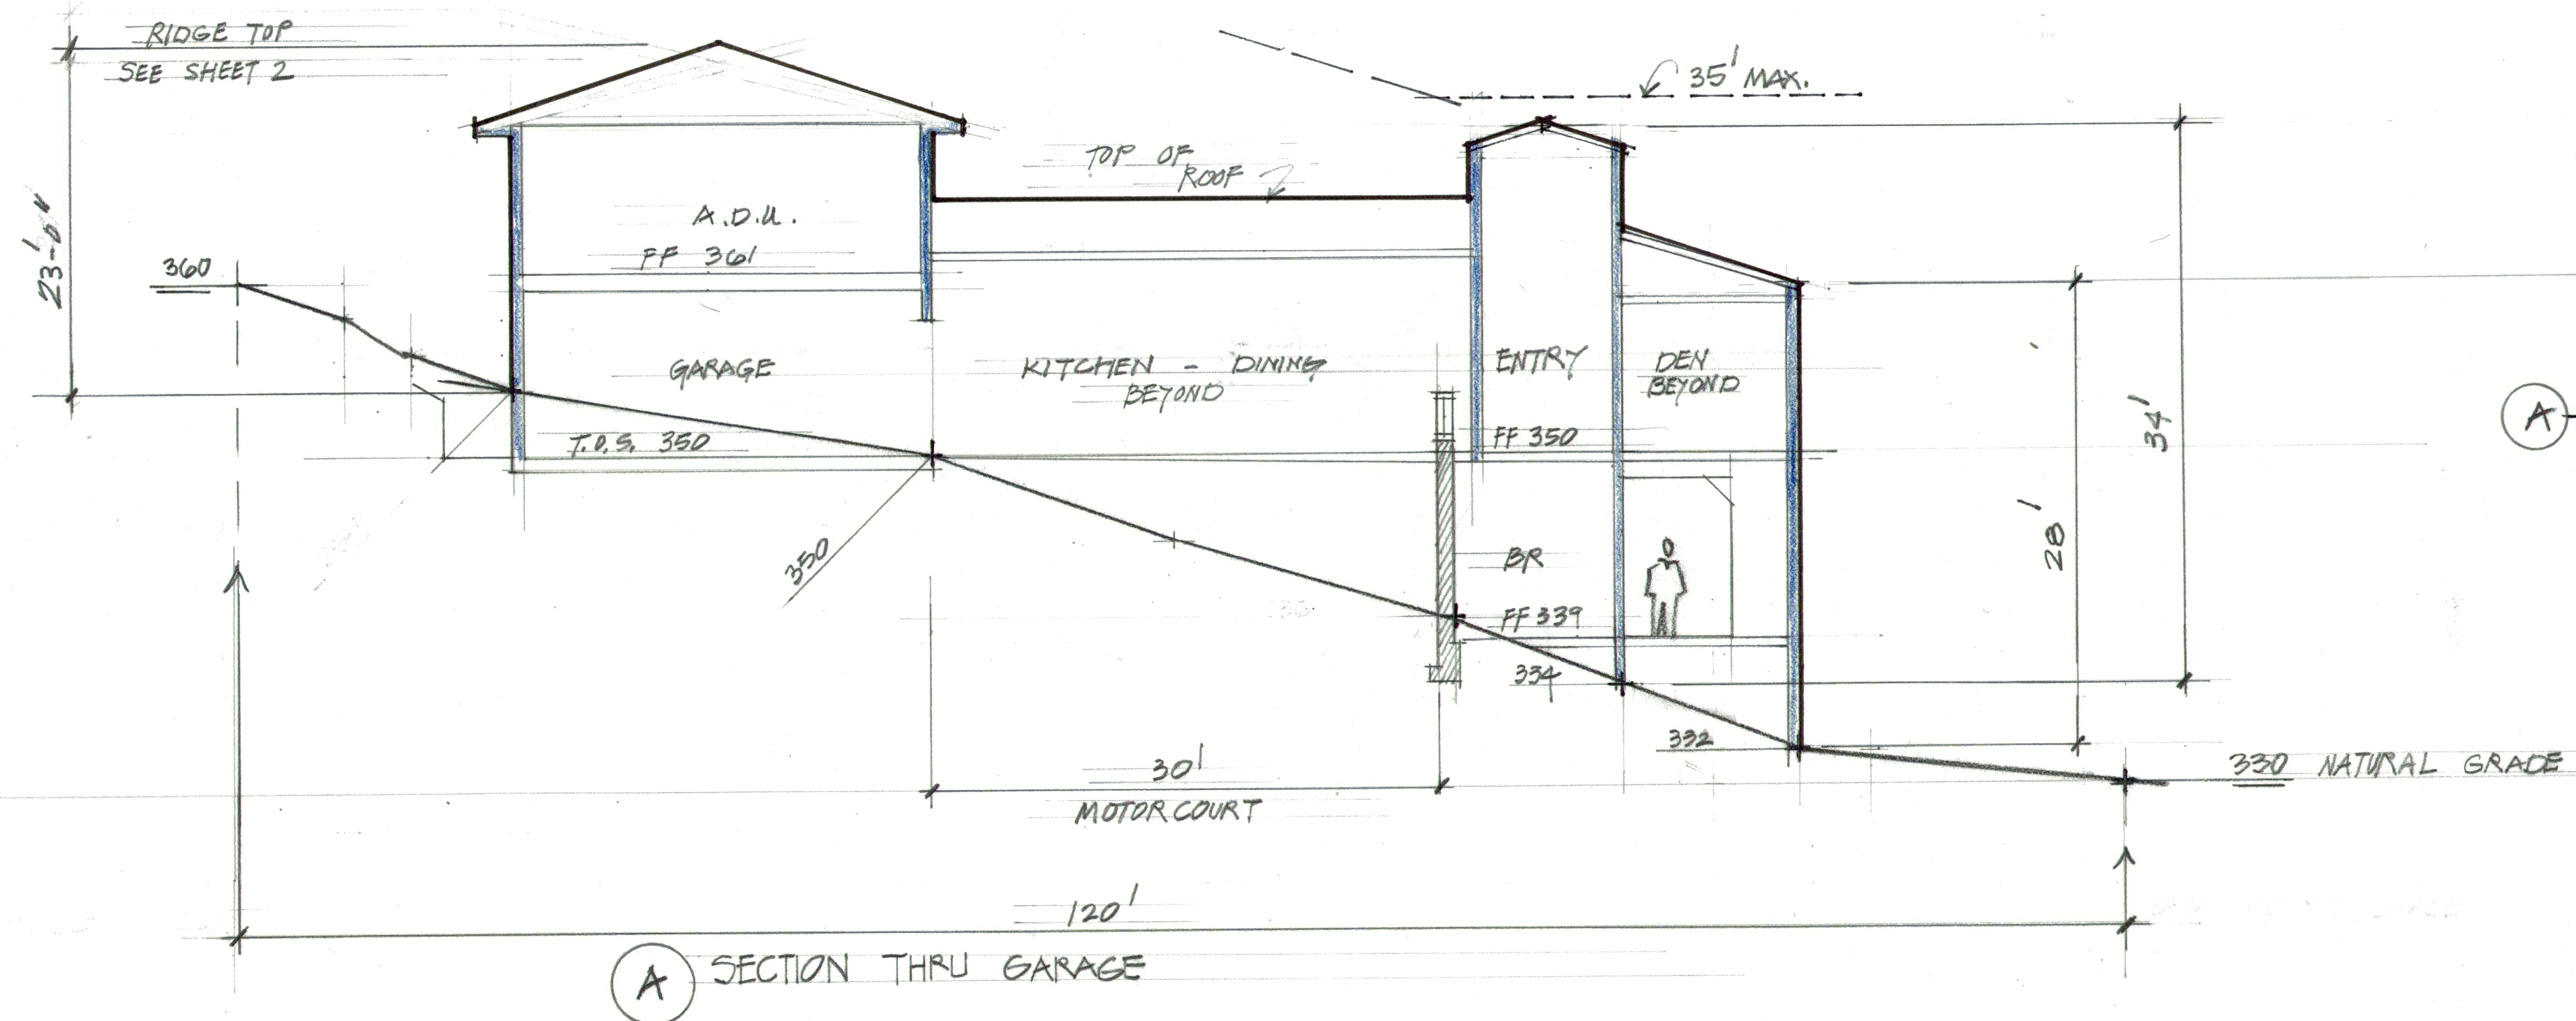 RIDGE TOP
SEE SHEET 2
35' MAX.
TOP OF
ROOF
23'-0"
A.D.U.
FF 361
360
GARAGE
KITCHEN - DINING
BEYOND
ENTRY
DEN
BEYOND
A
34'
T.O.S. 350
FF 350
28'
350
BR
FF 339
334
332
30'
MOTORCOURT
330 NATURAL GRADE
120'
A SECTION THRU GARAGE